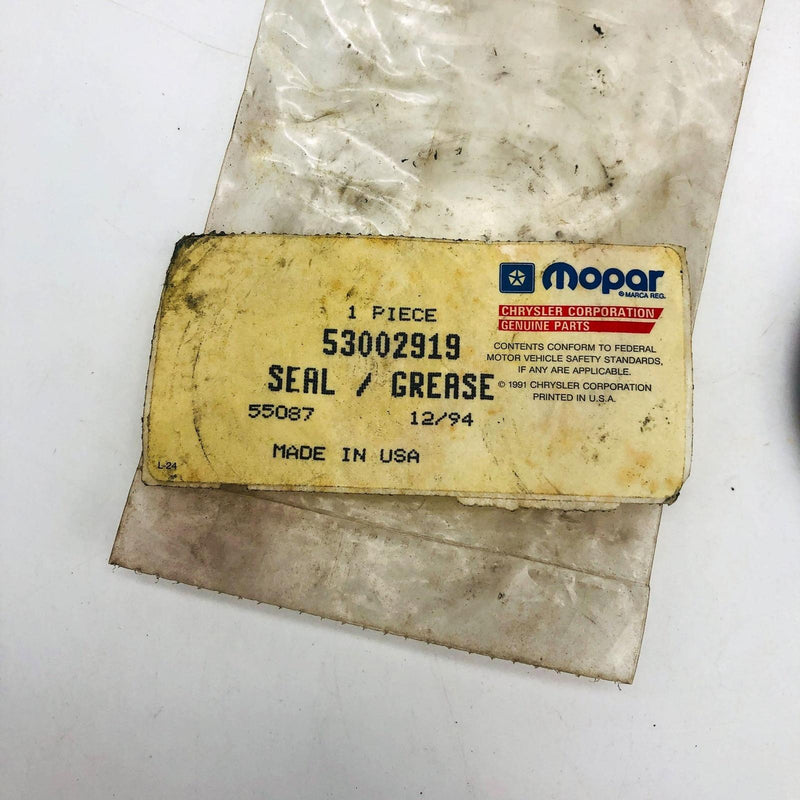 Mopar
® MARCA REG.
CHRYSLER CORPORATION
GENUINE PARTS
CONTENTS CONFORM TO FEDERAL
MOTOR VEHICLE SAFETY STANDARDS,
IF ANY ARE APPLICABLE.
© 1991 CHRYSLER CORPORATION
PRINTED IN U.S.A.
1 PIECE
53002919
SEAL / GREASE
55087 12/94
MADE IN USA
L-24